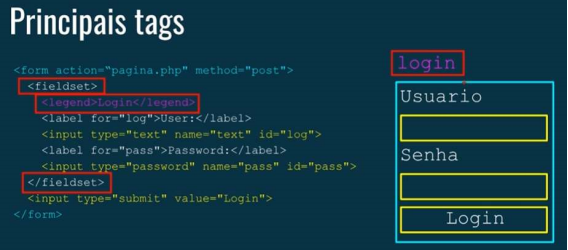 Principais tags
<form action="pagina.php" method="post">
<fieldset>
<legend>Login</legend>
<label for="log">User:</label>
<input type="text" name="text" id="log">
<label for="pass">Password:</label>
<input type="password" name="pass" id="pass">
</fieldset>
<input type="submit" value="Login">
</form>
login
Usuario
Senha
Login